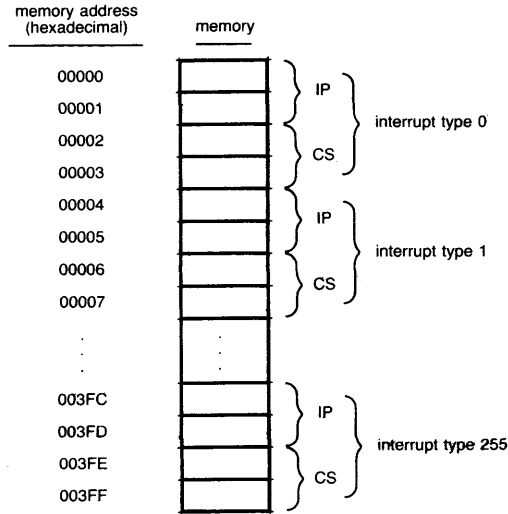 memory address
(hexadecimal)
memory
00000
00001
IP
interrupt type 0
00002
00003
CS
00004
00005
IP
interrupt type 1
00006
00007
CS
003FC
003FD
IP
interrupt type 255
003FE
003FF
CS